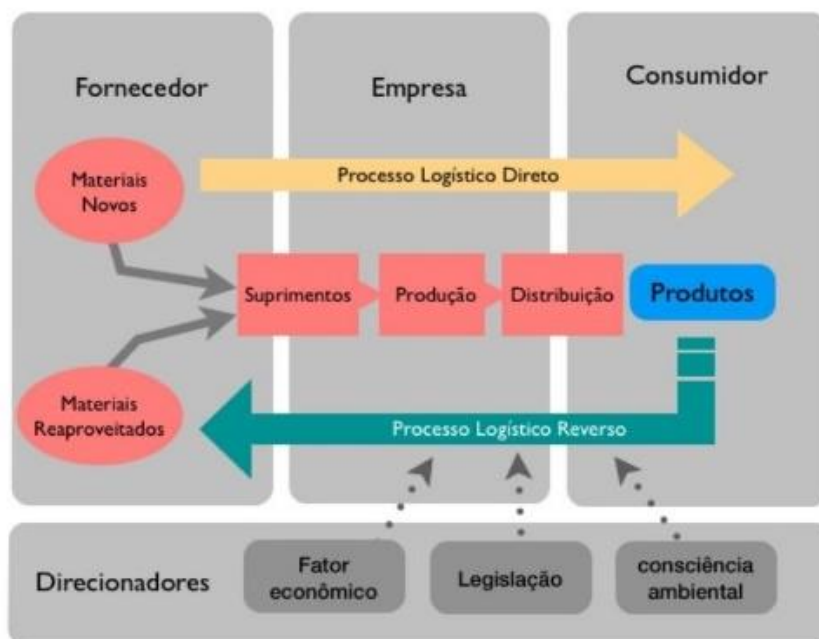 Fornecedor
Empresa
Consumidor
Materiais
Novos
Processo Logístico Direto
Suprimentos
Produção
Distribuição
Produtos
Materiais
Reaproveitados
Processo Logístico Reverso
Direcionadores
Fator
econômico
Legislação
consciência
ambiental